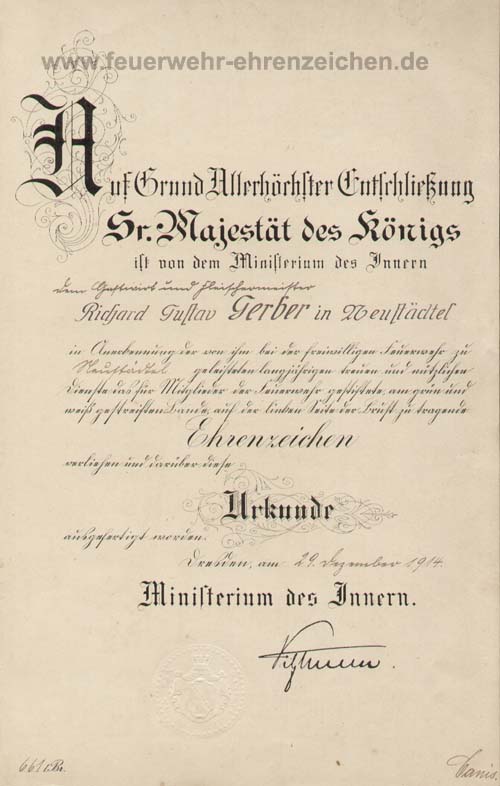 www.feuerwehr-ehrenzeichen.de
Auf Grund Allerhöchster Entschließung
Sr. Majestät des Königs
ist von dem Ministerium des Innern
dem Gastwirt und Fleischermeister
Richard Gustav Gerber in Neustädtel
in Anerkennung der von ihm bei der freiwilligen Feuerwehr zu
Neustädtel geleisteten langjährigen treuen und nützlichen
Dienste das für Mitglieder der Feuerwehr gestiftete, am grün und
weiß gestreiften Bande, auf der linken Seite der Brust zu tragende
Ehrenzeichen
verliehen und darüber diese
Urkunde
ausgefertigt worden.
Dresden, am 29. Dezember 1914.
Ministerium des Innern.
661